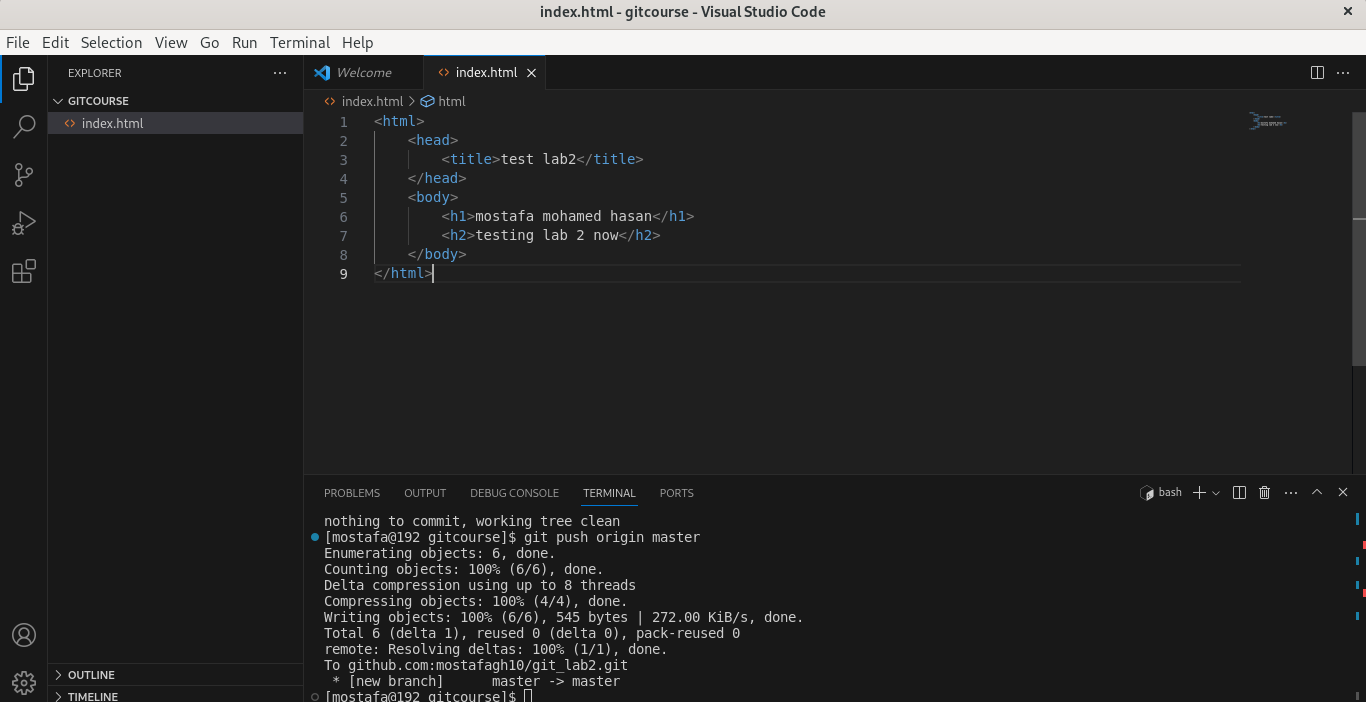 index.html - gitcourse - Visual Studio Code
File Edit Selection View Go Run Terminal Help
EXPLORER
GITCOURSE
index.html
OUTLINE
TIMELINE
Welcome
index.html
index.html > html
1 <html>
2 <head>
3 <title>test lab2</title>
4 </head>
5 <body>
6 <h1>mostafa mohamed hasan</h1>
7 <h2>testing lab 2 now</h2>
8 </body>
9 </html>
PROBLEMS OUTPUT DEBUG CONSOLE TERMINAL PORTS
bash
nothing to commit, working tree clean
[mostafa@192 gitcourse]$ git push origin master
Enumerating objects: 6, done.
Counting objects: 100% (6/6), done.
Delta compression using up to 8 threads
Compressing objects: 100% (4/4), done.
Writing objects: 100% (6/6), 545 bytes | 272.00 KiB/s, done.
Total 6 (delta 1), reused 0 (delta 0), pack-reused 0
remote: Resolving deltas: 100% (1/1), done.
To github.com:mostafagh10/git_lab2.git
* [new branch] master -> master
[mostafa@192 gitcourse]$